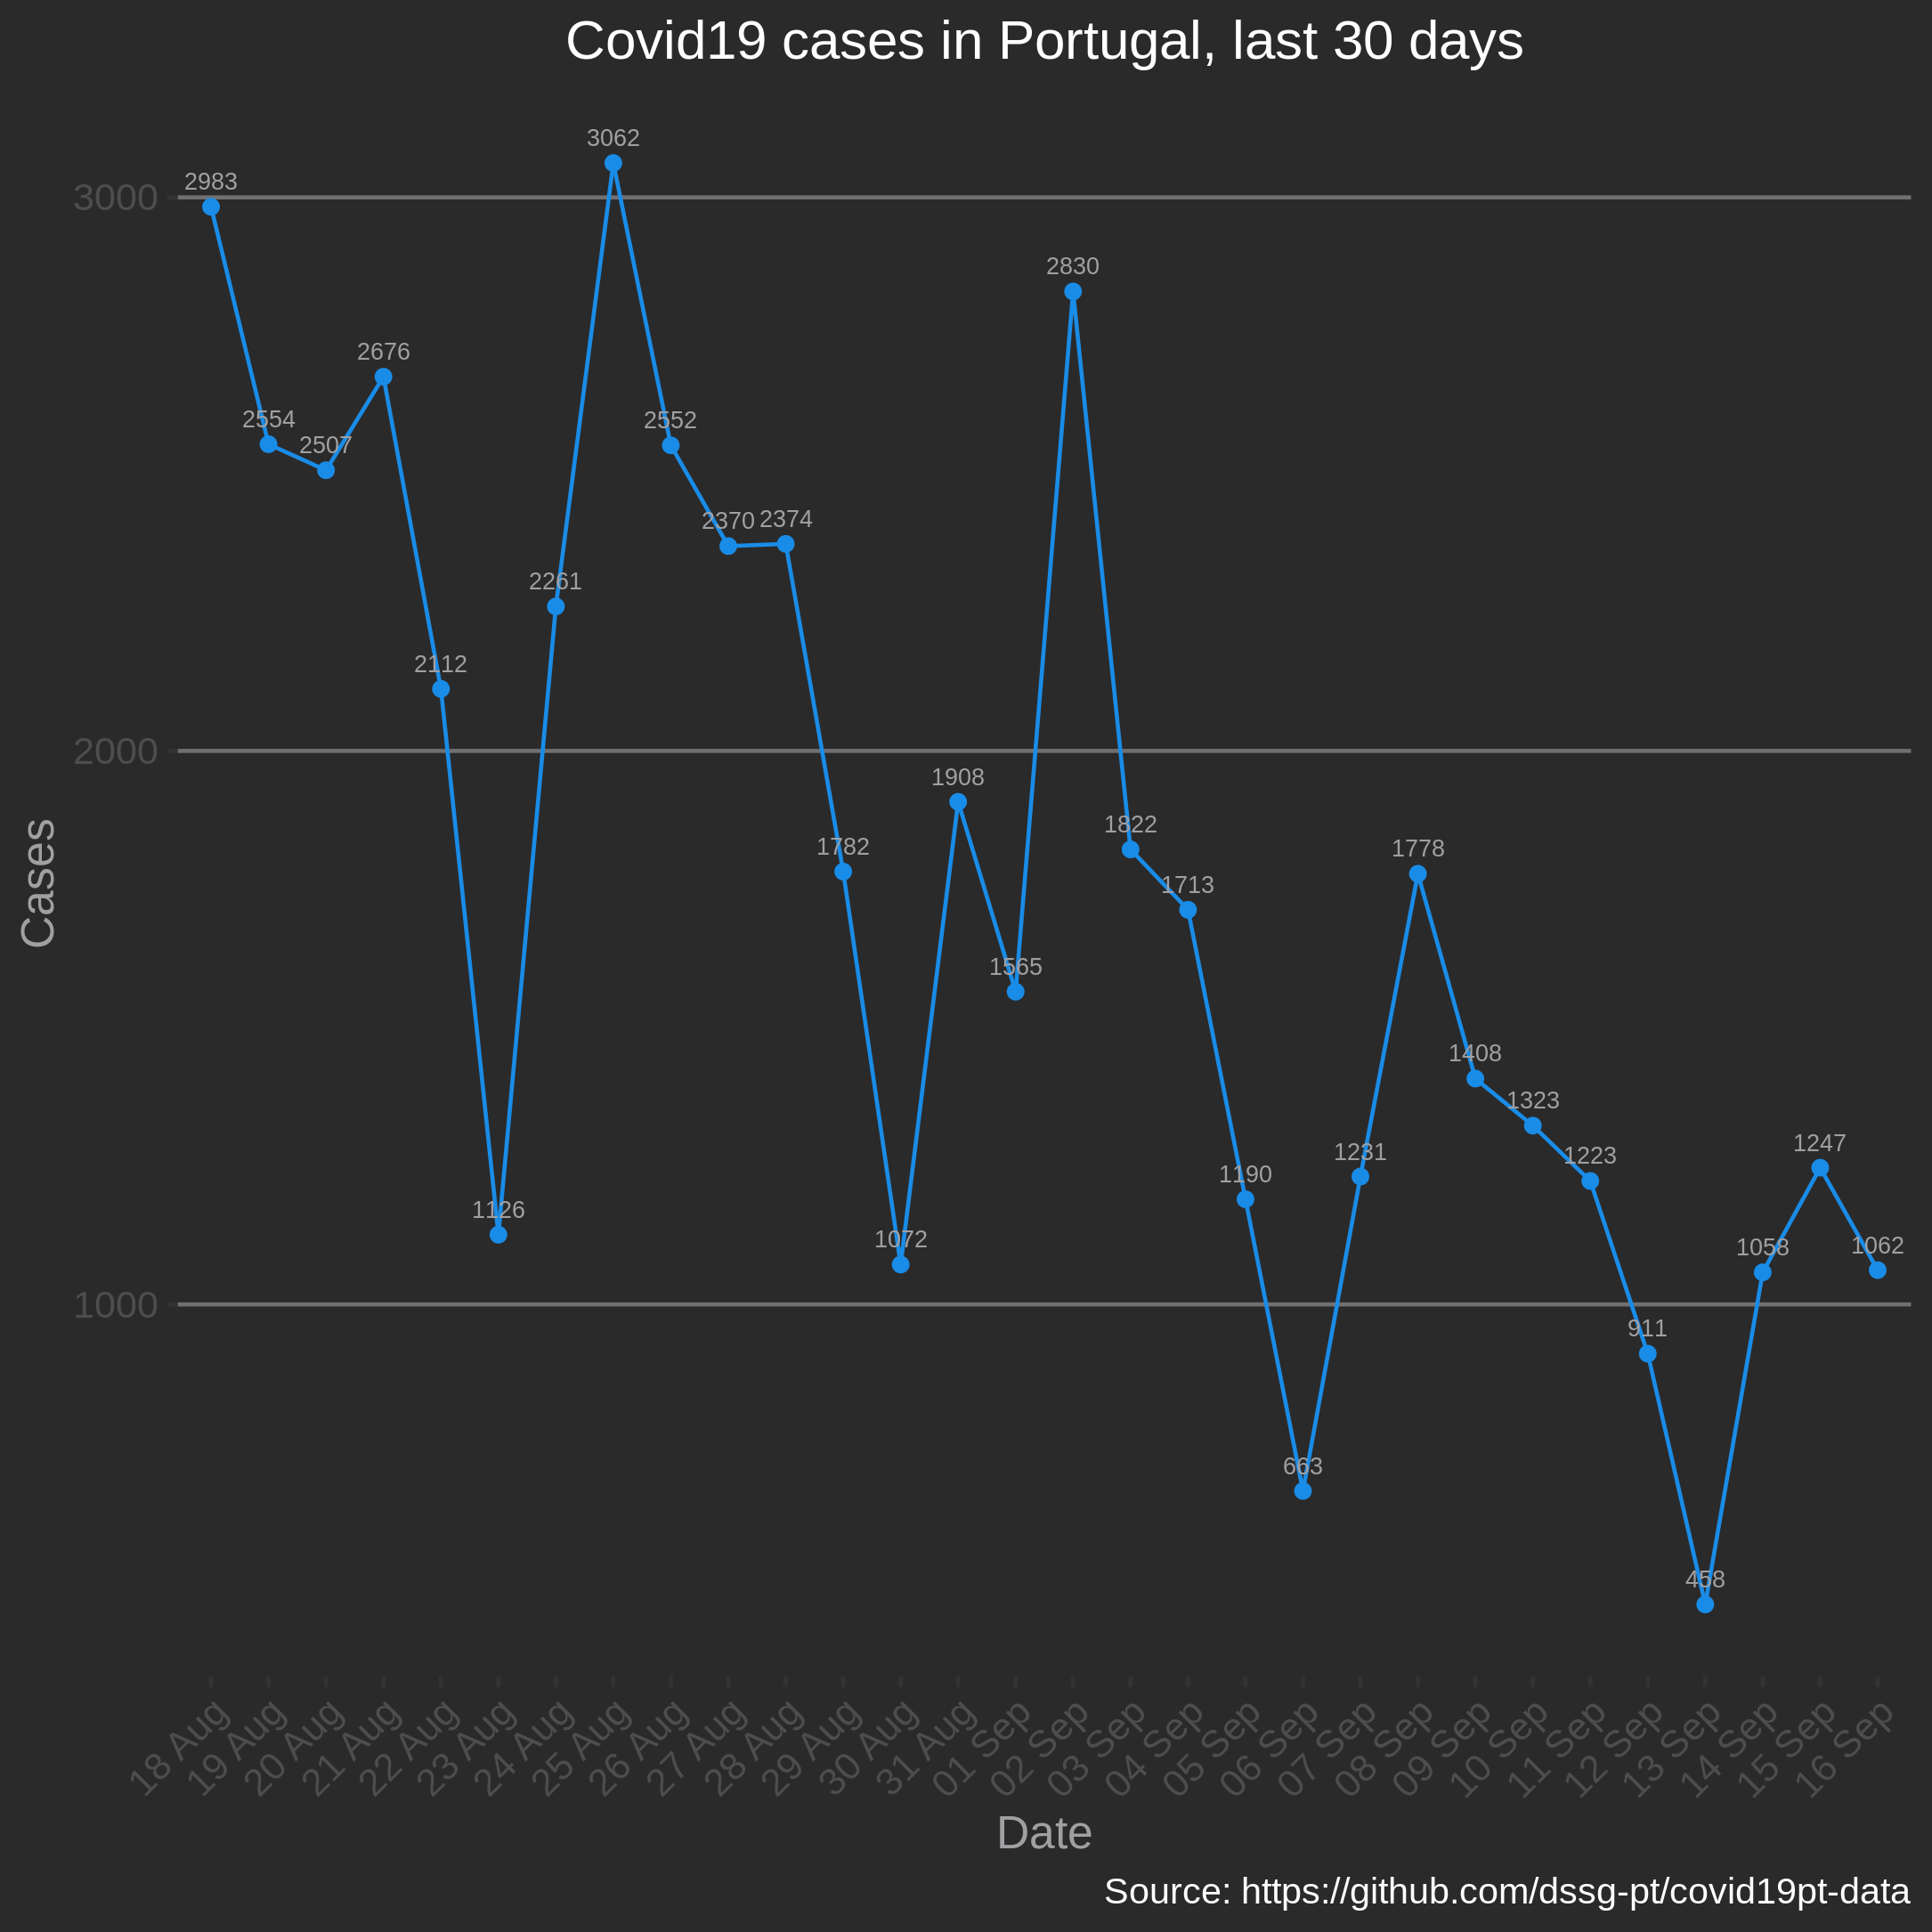 Covid19 cases in Portugal, last 30 days
3062
2983
3000
2830
2676
2554
2552
2507
2370 2374
2261
2112
2000
1908
1822
1782
1778
1713
1565
1408
1323
1247
1231
1223
1190
1126
1072
1058
1062
1000
911
663
458
Cases
18 Aug
19 Aug
20 Aug
21 Aug
22 Aug
23 Aug
24 Aug
25 Aug
26 Aug
27 Aug
28 Aug
29 Aug
30 Aug
31 Aug
01 Sep
02 Sep
03 Sep
04 Sep
05 Sep
06 Sep
07 Sep
08 Sep
09 Sep
10 Sep
11 Sep
12 Sep
13 Sep
14 Sep
15 Sep
16 Sep
Date
Source: https://github.com/dssg-pt/covid19pt-data